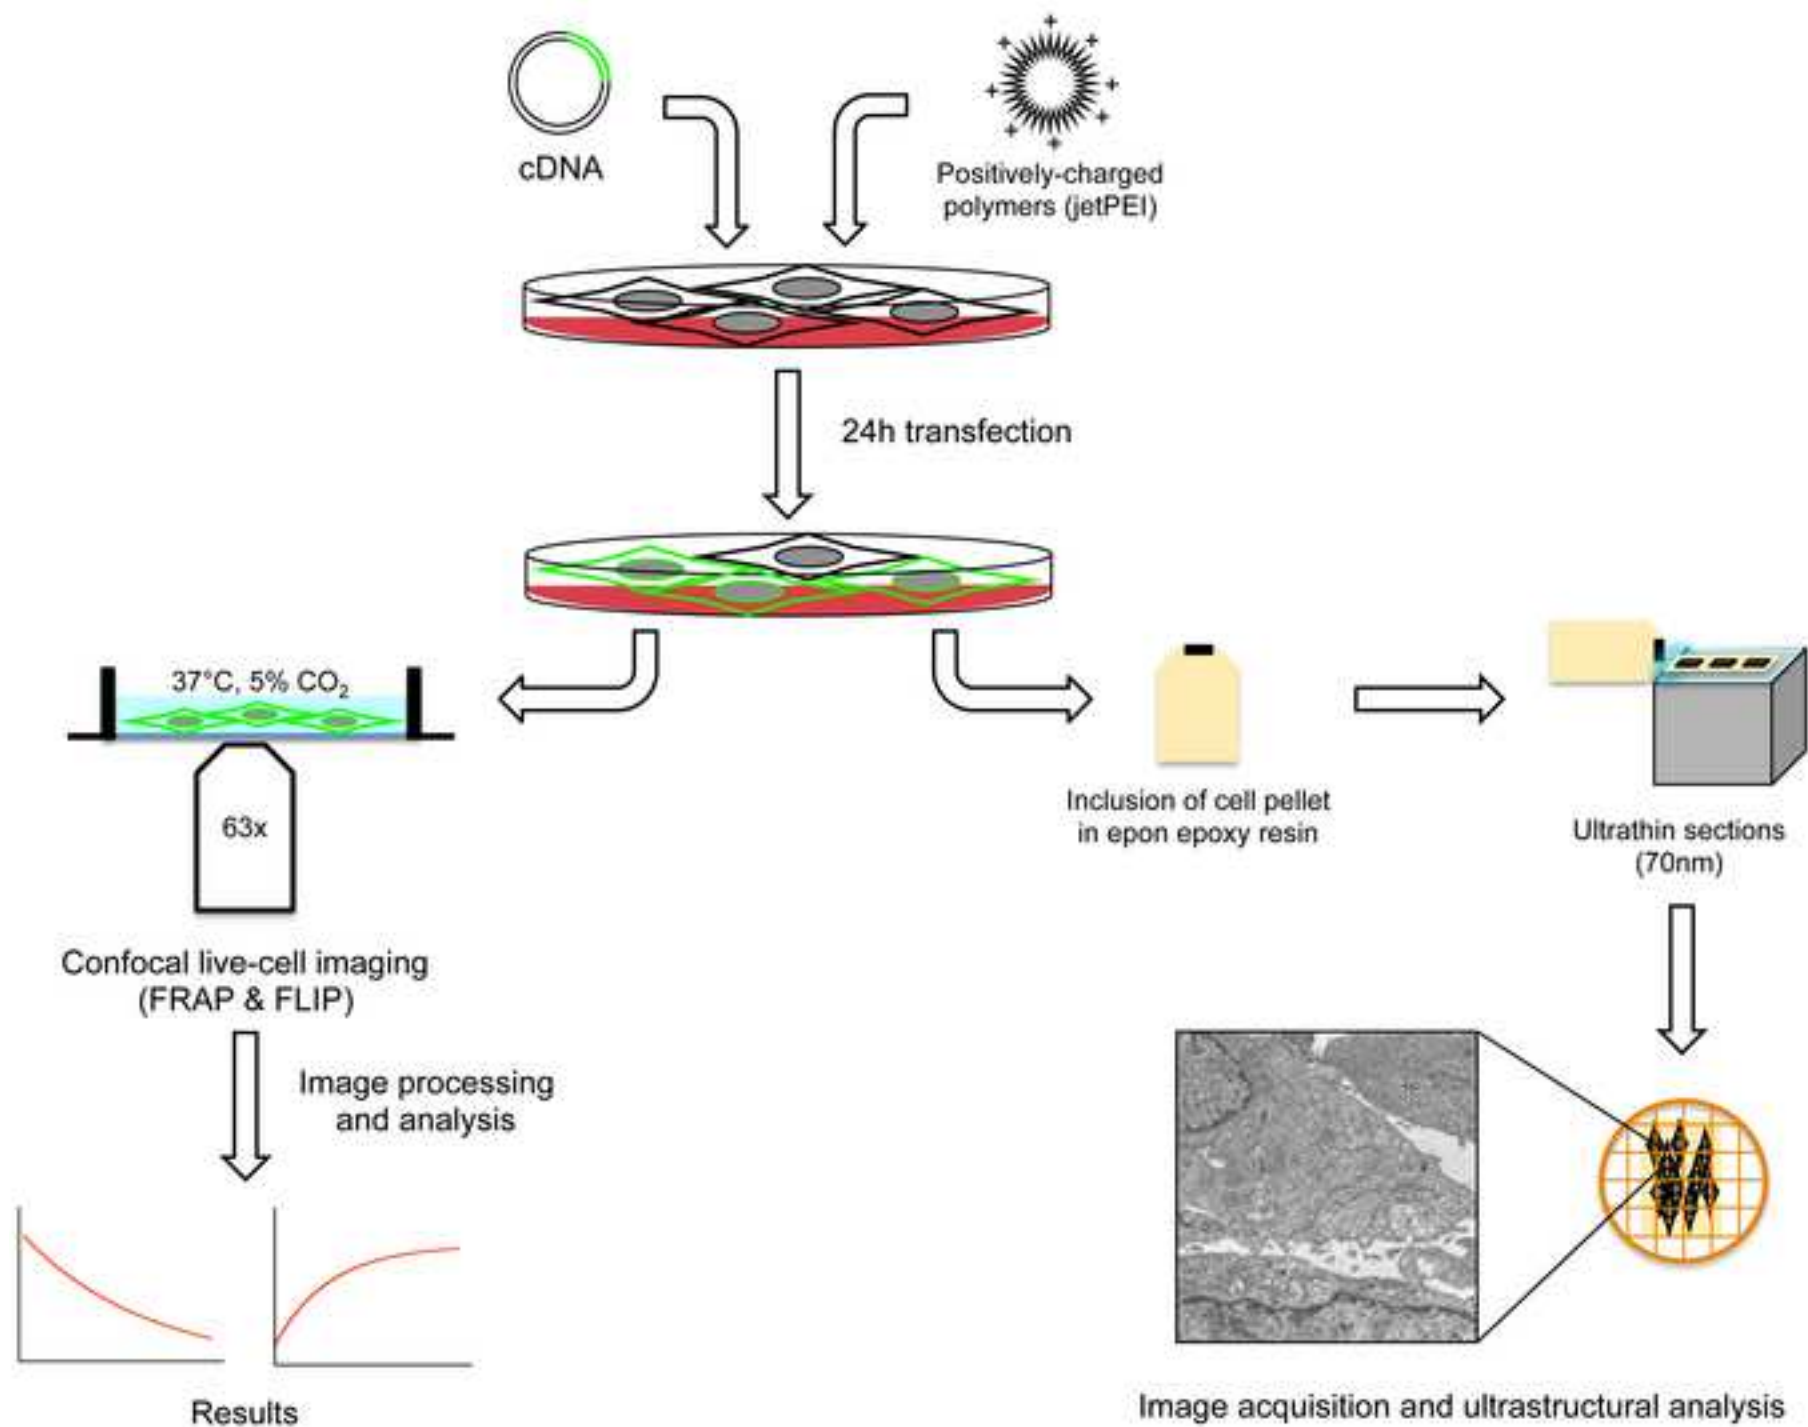 cDNA
Positively-charged
polymers (jetPEI)
24h transfection
37°C, 5% CO₂
63x
Confocal live-cell imaging
(FRAP & FLIP)
Image processing
and analysis
Results
Inclusion of cell pellet
in epon epoxy resin
Ultrathin sections
(70nm)
Image acquisition and ultrastructural analysis